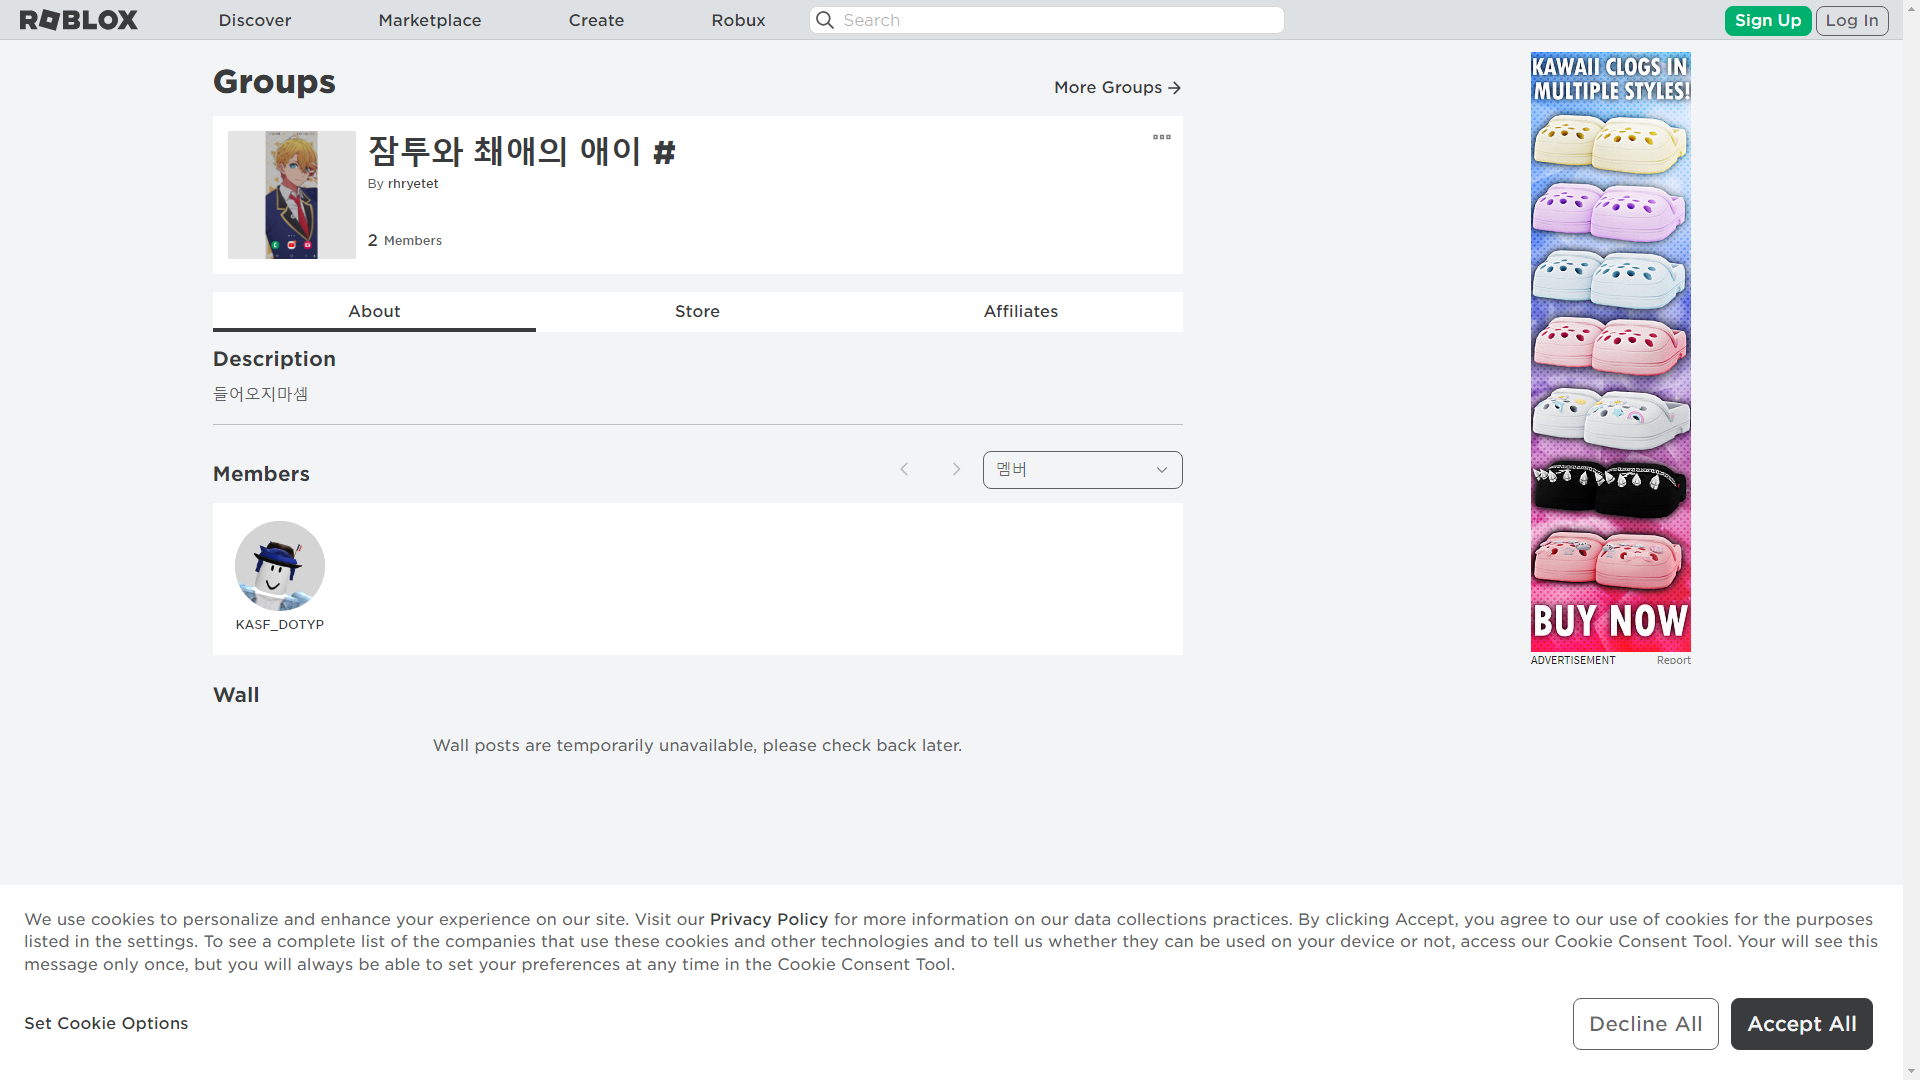 ROBLOX
Discover
Marketplace
Create
Robux
Search
Sign Up
Log In
Groups
More Groups
잠투와 쵀애의 애이 #
By rhryetet
2 Members
About
Store
Affiliates
Description
들어오지마셈
Members
멤버
KASF_DOTYP
Wall
Wall posts are temporarily unavailable, please check back later.
KAWAII CLOGS IN
MULTIPLE STYLES!
BUY NOW
ADVERTISEMENT
Report
We use cookies to personalize and enhance your experience on our site. Visit our Privacy Policy for more information on our data collections practices. By clicking Accept, you agree to our use of cookies for the purposes
listed in the settings. To see a complete list of the companies that use these cookies and other technologies and to tell us whether they can be used on your device or not, access our Cookie Consent Tool. Your will see this
message only once, but you will always be able to set your preferences at any time in the Cookie Consent Tool.
Set Cookie Options
Decline All
Accept All